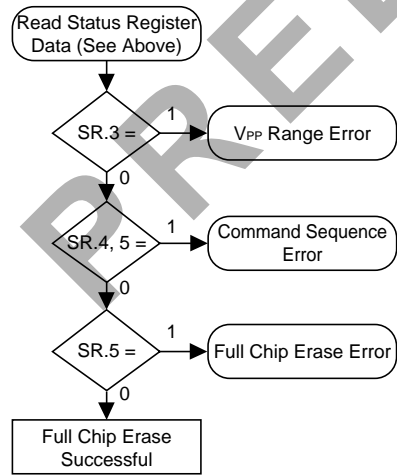 Read Status Register
Data (See Above)
SR.3 =
1
VPP Range Error
0
SR.4, 5 =
1
Command Sequence
Error
0
SR.5 =
1
Full Chip Erase Error
0
Full Chip Erase
Successful